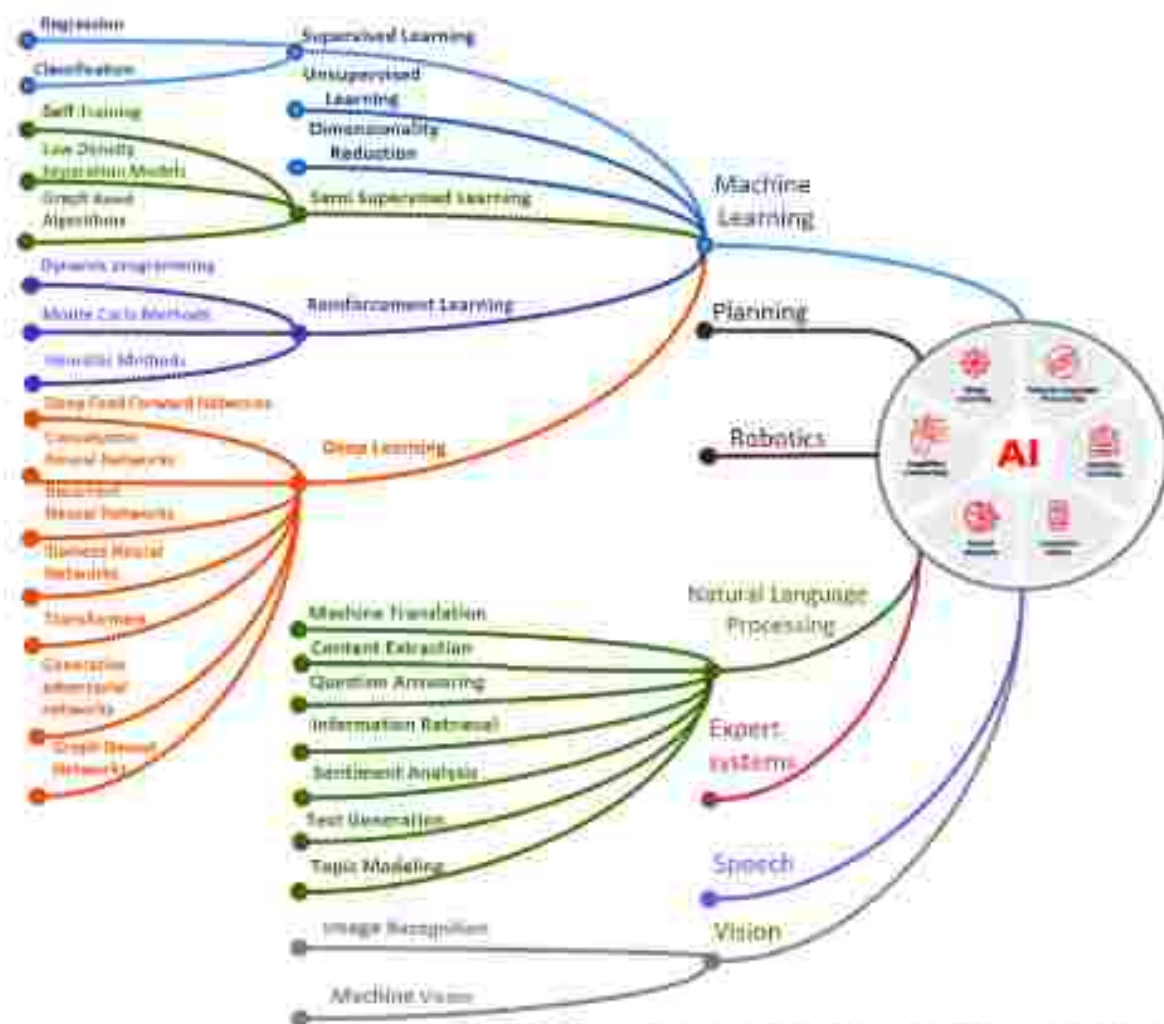 Regression
Supervised Learning
Classification
Unsupervised
Learning
Self Training
Dimensionality
Reduction
Low Density
Separation Models
Semi Supervised Learning
Graph Based
Algorithms
Machine
Learning
Dynamic programming
Reinforcement Learning
Monte Carlo Methods
Heuristic Methods
Planning
Deep Feed Forward Networks
Deep Learning
Neural Networks
Robotics
AI
Recurrent
Neural Networks
Siamese Neural
Networks
Transformers
Generative
adversarial
networks
Graph Neural
Networks
Natural Language
Processing
Machine Translation
Content Extraction
Question Answering
Information Retrieval
Sentiment Analysis
Text Generation
Topic Modeling
Expert
systems
Speech
Vision
Image Recognition
Machine Vision